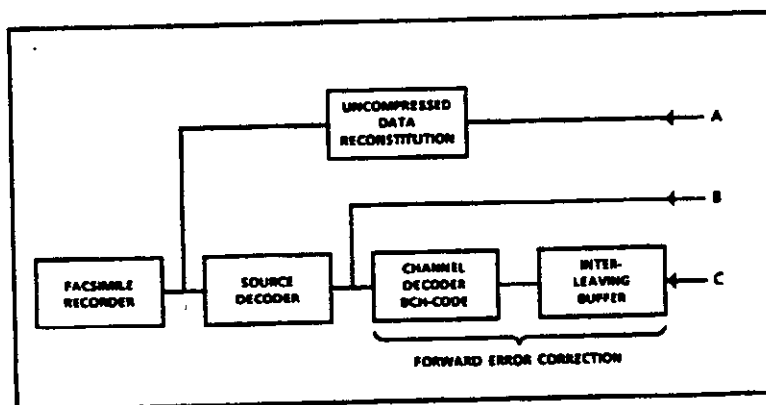 UNCOMPRESSED
DATA
RECONSTITUTION
A
B
FACSIMILE
RECORDER
SOURCE
DECODER
CHANNEL
DECODER
BCH-CODE
INTER-
LEAVING
BUFFER
C
FORWARD ERROR CORRECTION